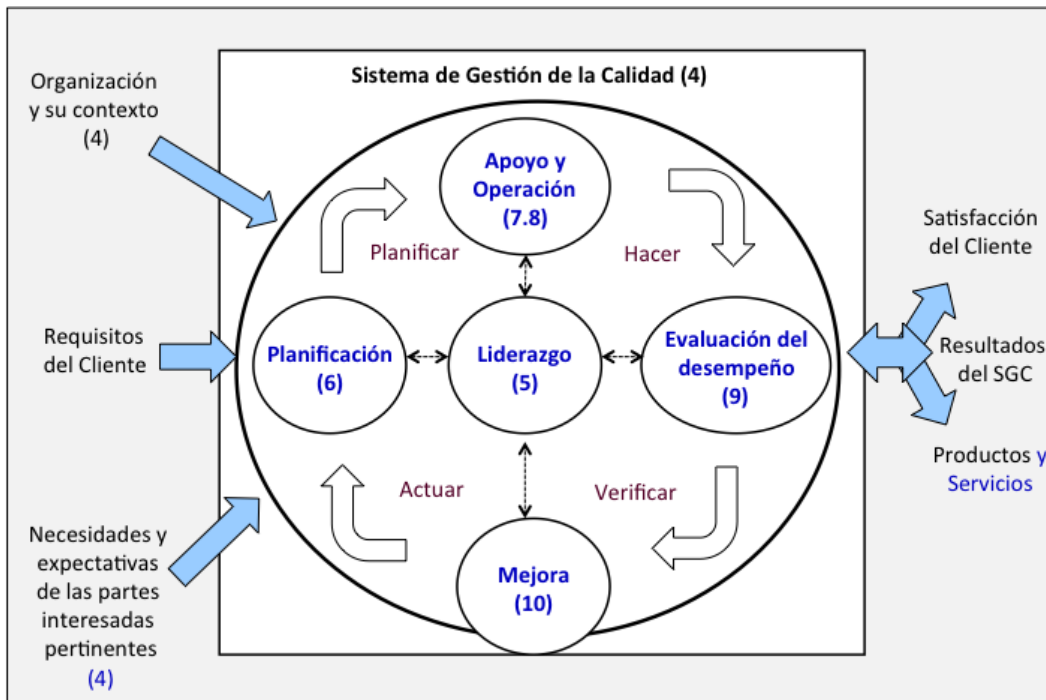 Sistema de Gestión de la Calidad (4)
Organización
y su contexto
(4)
Requisitos
del Cliente
Necesidades y
expectativas
de las partes
interesadas
pertinentes
(4)
Apoyo y
Operación
(7.8)
Planificar
Hacer
Planificación
(6)
Liderazgo
(5)
Evaluación del
desempeño
(9)
Actuar
Verificar
Mejora
(10)
Satisfacción
del Cliente
Resultados
del SGC
Productos y
Servicios